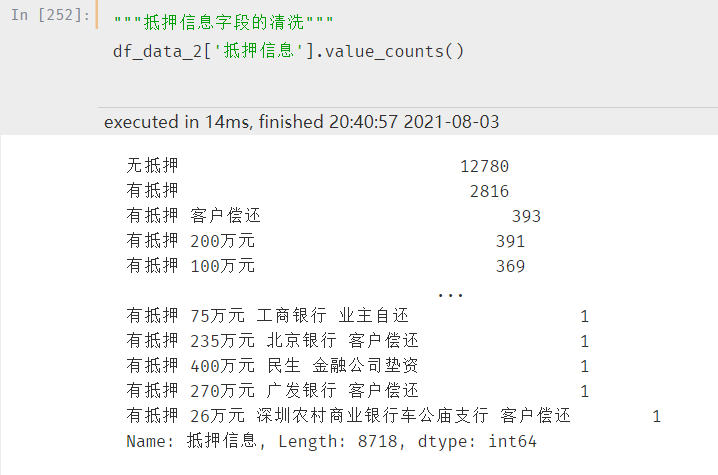 In [252]:
"""抵押信息字段的清洗"""
df_data_2['抵押信息'].value_counts()
executed in 14ms, finished 20:40:57 2021-08-03
无抵押 12780
有抵押 2816
有抵押 客户偿还 393
有抵押 200万元 391
有抵押 100万元 369
...
有抵押 75万元 工商银行 业主自还 1
有抵押 235万元 北京银行 客户偿还 1
有抵押 400万元 民生 金融公司垫资 1
有抵押 270万元 广发银行 客户偿还 1
有抵押 26万元 深圳农村商业银行车公庙支行 客户偿还 1
Name: 抵押信息, Length: 8718, dtype: int64